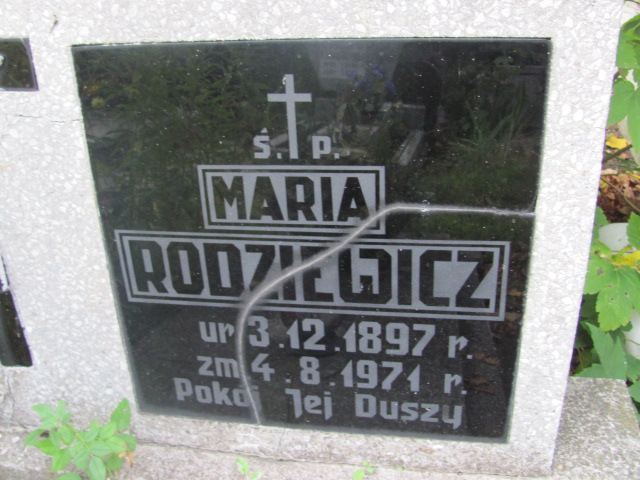 ś. p.
MARIA
RODZIEWICZ
ur 3.12.1897 r.
zm 4.8.1971 r.
Pokój Jej Duszy